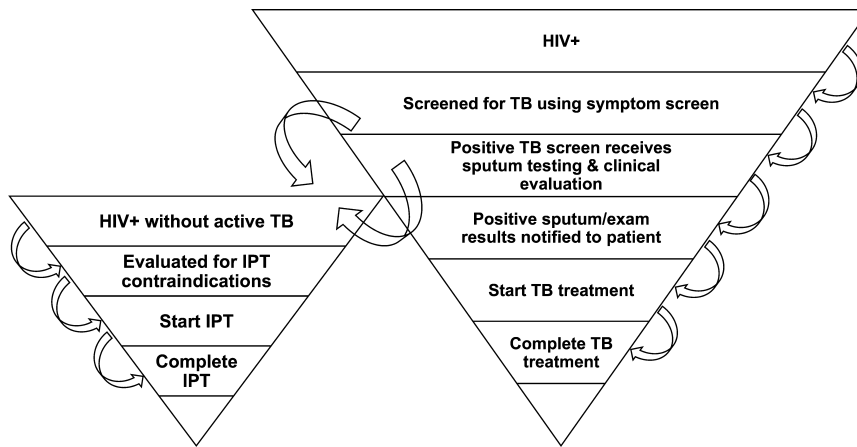 HIV+
Screened for TB using symptom screen
Positive TB screen receives
sputum testing & clinical
evaluation
Positive sputum/exam
results notified to patient
Start TB treatment
Complete TB
treatment
HIV+ without active TB
Evaluated for IPT
contraindications
Start IPT
Complete
IPT